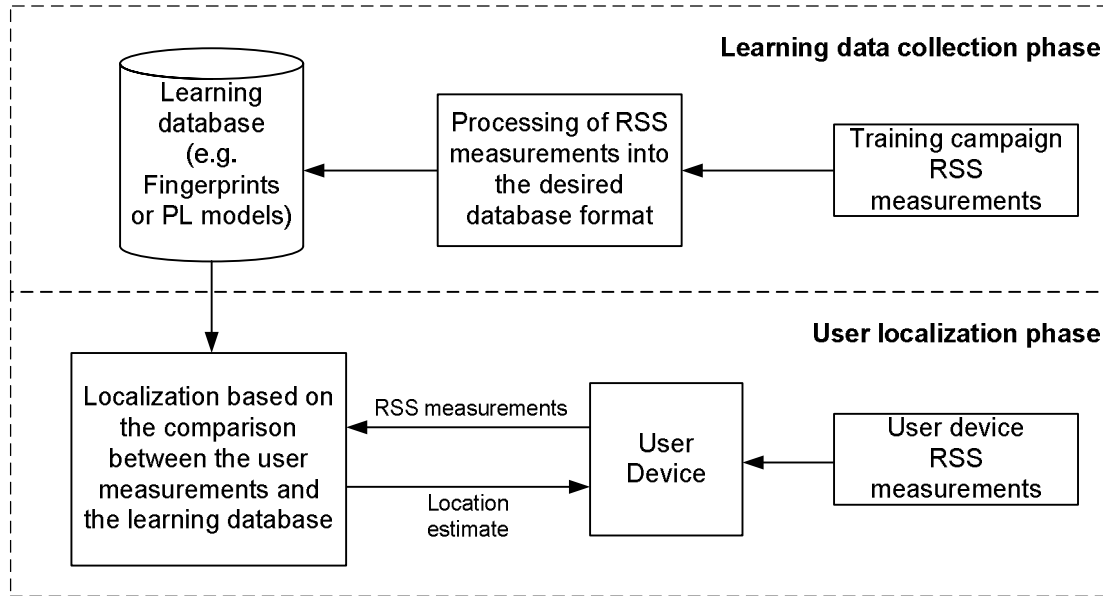 Learning data collection phase
Learning
database
(e.g.
Fingerprints
or PL models)
Processing of RSS
measurements into
the desired
database format
Training campaign
RSS
measurements
User localization phase
Localization based on
the comparison
between the user
measurements and
the learning database
RSS measurements
Location
estimate
User
Device
User device
RSS
measurements